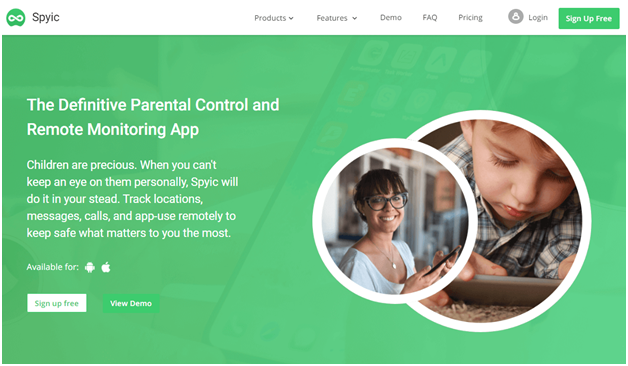 Spyic
Products
Features
Demo
FAQ
Pricing
Login
Sign Up Free
The Definitive Parental Control and
Remote Monitoring App
Children are precious. When you can't
keep an eye on them personally, Spyic will
do it in your stead. Track locations,
messages, calls, and app-use remotely to
keep safe what matters to you the most.
Available for:
Sign up free
View Demo